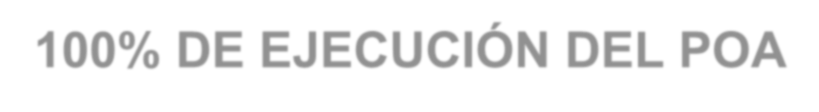 100% DE EJECUCIÓN DEL POA